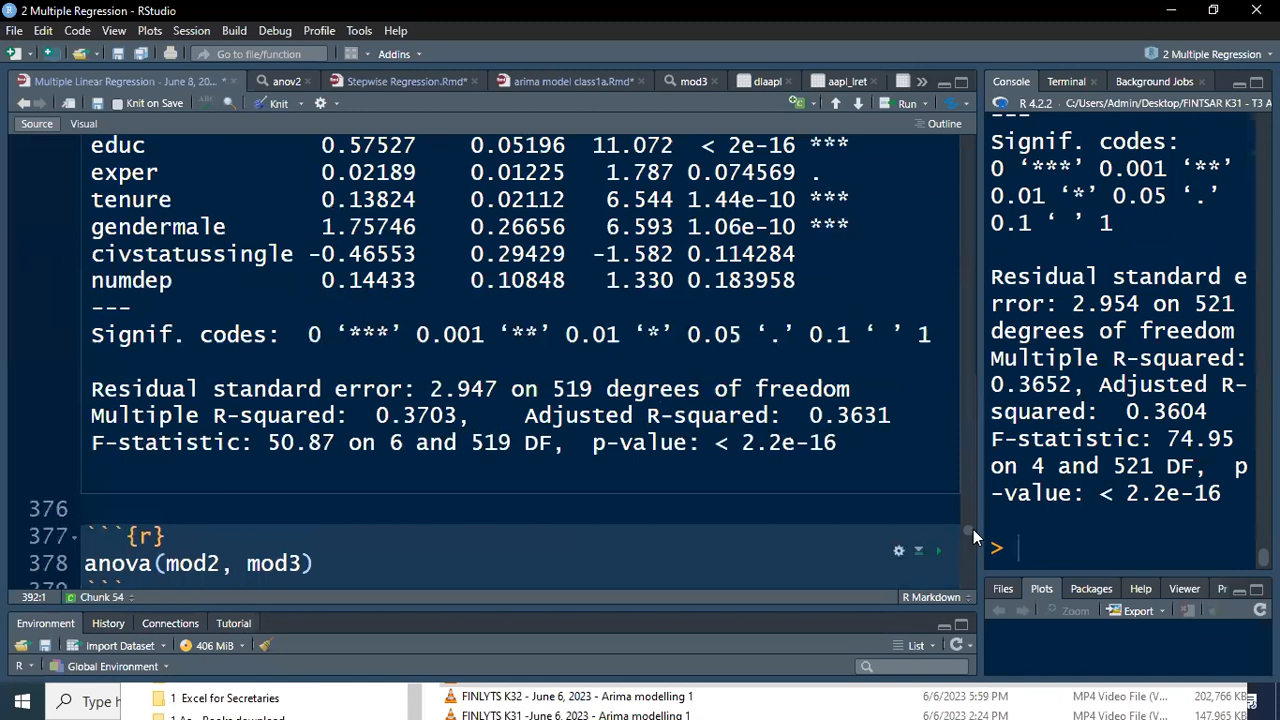 2 Multiple Regression - RStudio
File Edit Code View Plots Session Build Debug Profile Tools Help
Go to file/function
Addins
2 Multiple Regression
Multiple Linear Regression - June 8, 20...*
anov2
Stepwise Regression.Rmd*
arima model class1a.Rmd*
mod3
dlaapl
aapl_lret
Knit on Save
ABC
Knit
Run
Source
Visual
Outline
educ 0.57527 0.05196 11.072 < 2e-16 ***
exper 0.02189 0.01225 1.787 0.074569 .
tenure 0.13824 0.02112 6.544 1.44e-10 ***
gendermale 1.75746 0.26656 6.593 1.06e-10 ***
civstatussingle -0.46553 0.29429 -1.582 0.114284
numdep 0.14433 0.10848 1.330 0.183958
---
Signif. codes: 0 ‘***’ 0.001 ‘**’ 0.01 ‘*’ 0.05 ‘.’ 0.1 ‘ ’ 1
Residual standard error: 2.947 on 519 degrees of freedom
Multiple R-squared: 0.3703, Adjusted R-squared: 0.3631
F-statistic: 50.87 on 6 and 519 DF, p-value: < 2.2e-16
376
377 ```{r}
378 anova(mod2, mod3)
379 ```
392:1 Chunk 54
R Markdown
Environment History Connections Tutorial
Import Dataset
406 MiB
List
R Global Environment
Console Terminal Background Jobs
R 4.2.2 . C:/Users/Admin/Desktop/FINTSAR K31 - T3 A
---
Signif. codes:
0 ‘***’ 0.001 ‘**’
0.01 ‘*’ 0.05 ‘.’
0.1 ‘ ’ 1
Residual standard e
rror: 2.954 on 521
degrees of freedom
Multiple R-squared:
0.3652, Adjusted R-
squared: 0.3604
F-statistic: 74.95
on 4 and 521 DF, p
-value: < 2.2e-16
>
Files Plots Packages Help Viewer Pr
Zoom
Export
Type h
1 Excel for Secretaries
FINLYTS K32 - June 6, 2023 - Arima modelling 1
6/6/2023 5:59 PM
MP4 Video File (V...
202,766 KB
FINLYTS K31 -June 6, 2023 - Arima modelling 1
6/6/2023 2:24 PM
MP4 Video File (V...
147,965 KB